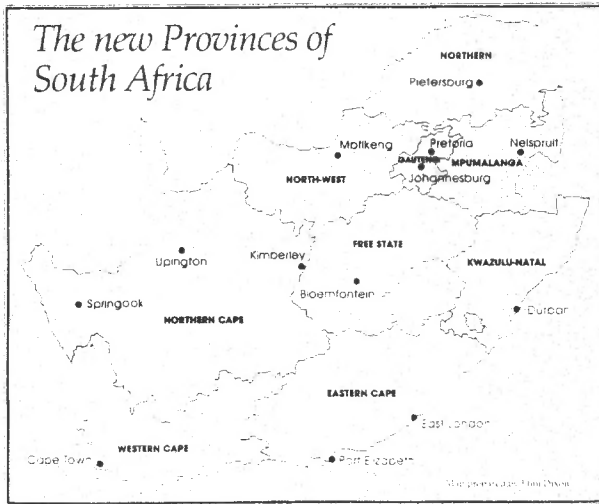 The new Provinces of
South Africa
NORTHERN
Pietersburg
Mafikeng
Pretoria
Nelspruit
GAUTENG
MPUMALANGA
Johannesburg
NORTH-WEST
FREE STATE
Kimberley
Upington
KWAZULU-NATAL
Bloemfontein
Springbok
Durban
NORTHERN CAPE
EASTERN CAPE
East London
WESTERN CAPE
Cape Town
Port Elizabeth